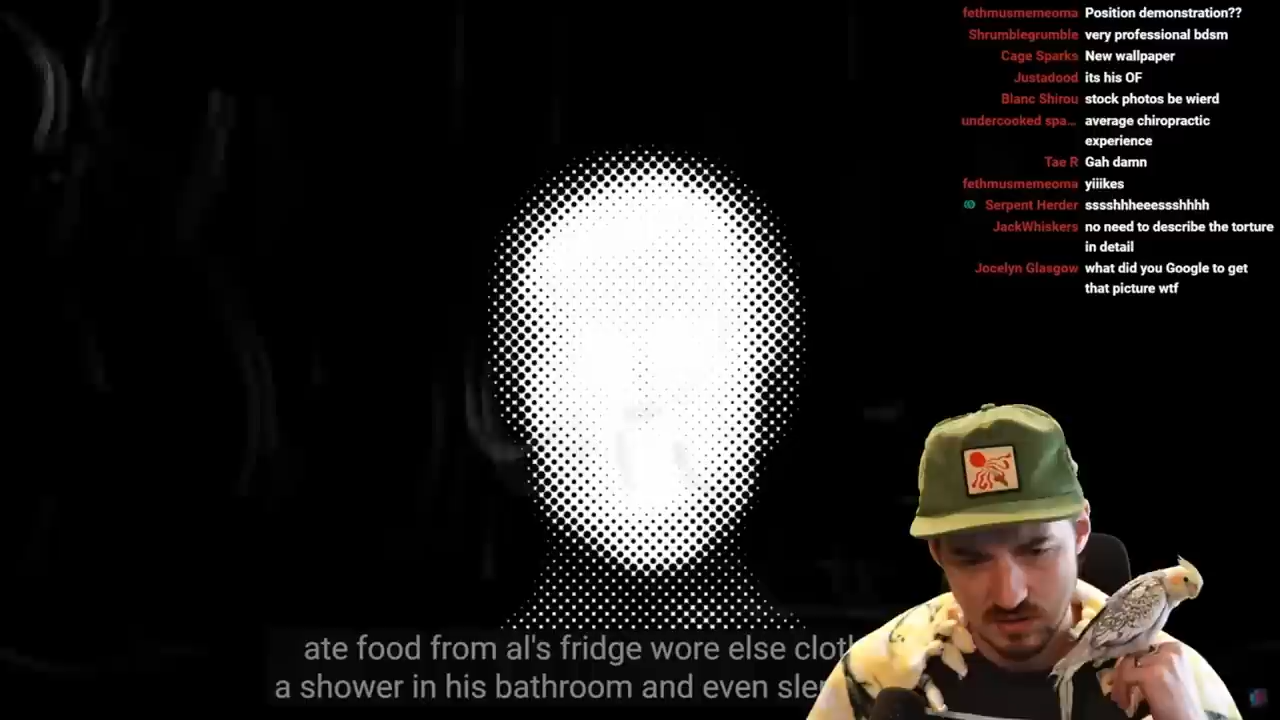 fethmusmemeoma Position demonstration??
Shrumblegrumble very professional bdsm
Cage Sparks New wallpaper
Justadood its his OF
Blanc Shirou stock photos be wierd
undercooked spa... average chiropractic
experience
Tae R Gah damn
fethmusmemeoma yiiikes
Serpent Herder sssshhheeessshhhh
JackWhiskers no need to describe the torture
in detail
Jocelyn Glasgow what did you Google to get
that picture wtf
ate food from al's fridge wore else
a shower in his bathroom and even